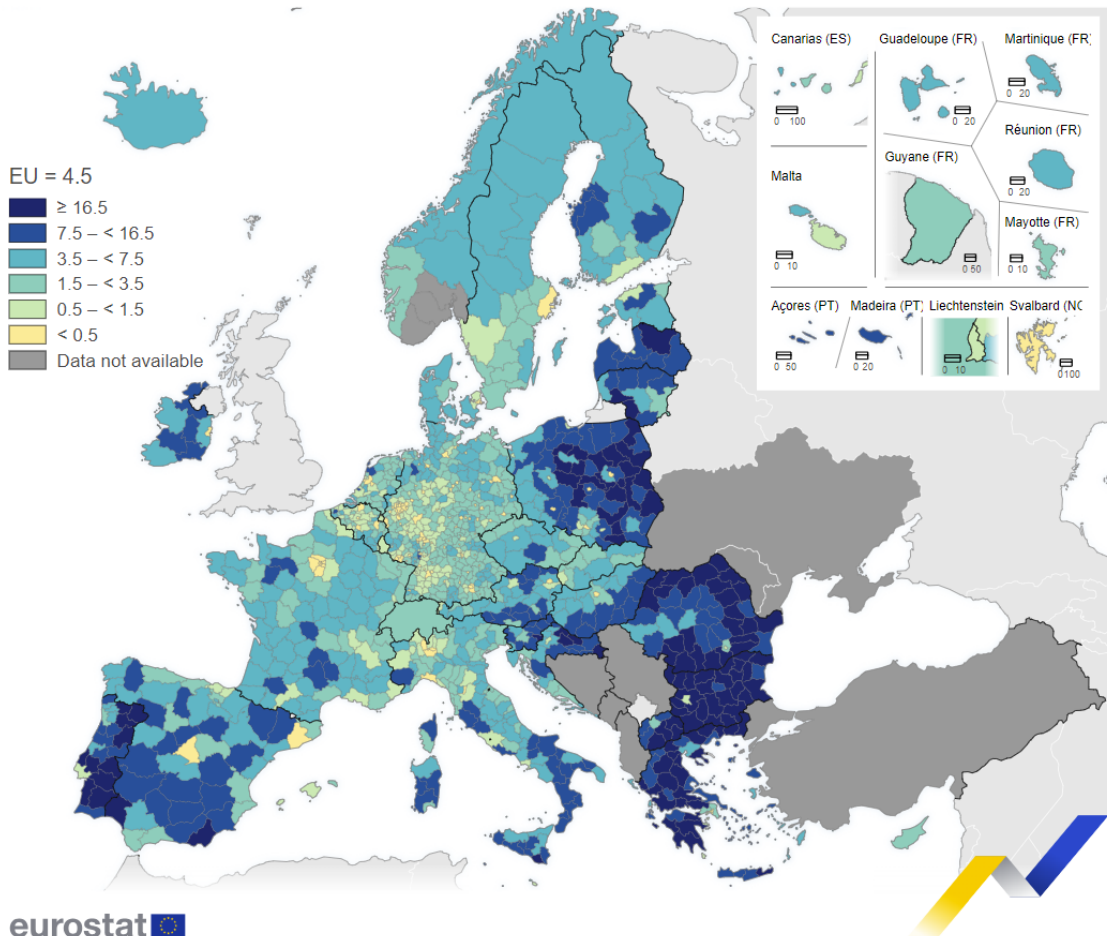 Canarias (ES)
0 100
Guadeloupe (FR)
0 20
Martinique (FR)
0 20
Réunion (FR)
0 20
Malta
0 10
Guyane (FR)
0 50
Mayotte (FR)
0 10
Açores (PT)
0 50
Madeira (PT)
0 20
Liechtenstein
0 10
Svalbard (NO
0100
EU = 4.5
≥ 16.5
7.5 – < 16.5
3.5 – < 7.5
1.5 – < 3.5
0.5 – < 1.5
< 0.5
Data not available
eurostat